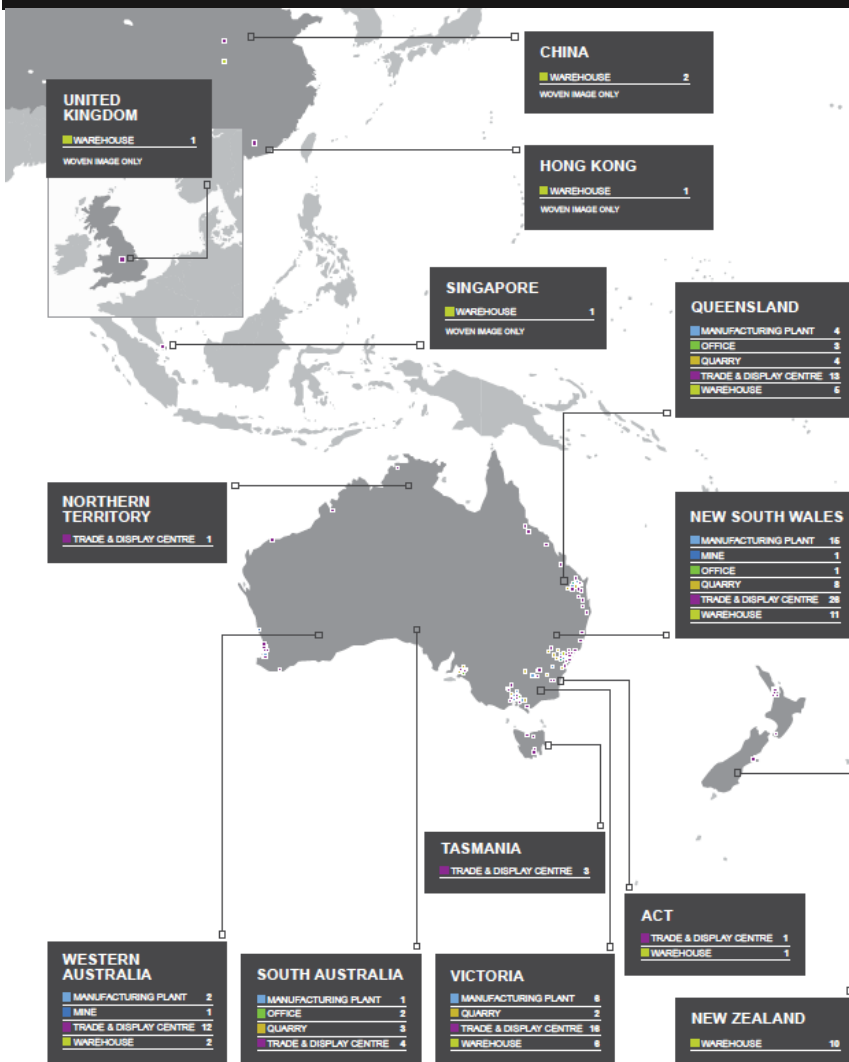 CHINA
WAREHOUSE 2
WOVEN IMAGE ONLY
UNITED
KINGDOM
WAREHOUSE 1
WOVEN IMAGE ONLY
HONG KONG
WAREHOUSE 1
WOVEN IMAGE ONLY
SINGAPORE
WAREHOUSE 1
WOVEN IMAGE ONLY
QUEENSLAND
MANUFACTURING PLANT 4
OFFICE 3
QUARRY 4
TRADE & DISPLAY CENTRE 13
WAREHOUSE 5
NORTHERN
TERRITORY
TRADE & DISPLAY CENTRE 1
NEW SOUTH WALES
MANUFACTURING PLANT 15
MINE 1
OFFICE 1
QUARRY 8
TRADE & DISPLAY CENTRE 26
WAREHOUSE 11
TASMANIA
TRADE & DISPLAY CENTRE 3
ACT
TRADE & DISPLAY CENTRE 1
WAREHOUSE 1
WESTERN
AUSTRALIA
MANUFACTURING PLANT 2
MINE 1
TRADE & DISPLAY CENTRE 12
WAREHOUSE 2
SOUTH AUSTRALIA
MANUFACTURING PLANT 1
OFFICE 2
QUARRY 3
TRADE & DISPLAY CENTRE 4
VICTORIA
MANUFACTURING PLANT 6
QUARRY 2
TRADE & DISPLAY CENTRE 16
WAREHOUSE 6
NEW ZEALAND
WAREHOUSE 10